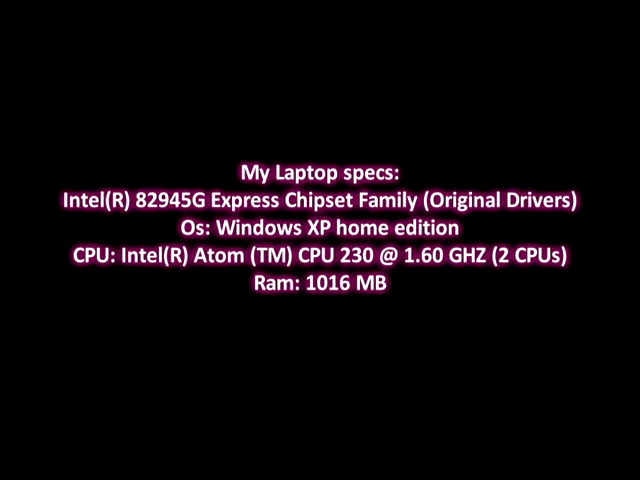 My Laptop specs:
Intel(R) 82945G Express Chipset Family (Original Drivers)
Os: Windows XP home edition
CPU: Intel(R) Atom (TM) CPU 230 @ 1.60 GHZ (2 CPUs)
Ram: 1016 MB